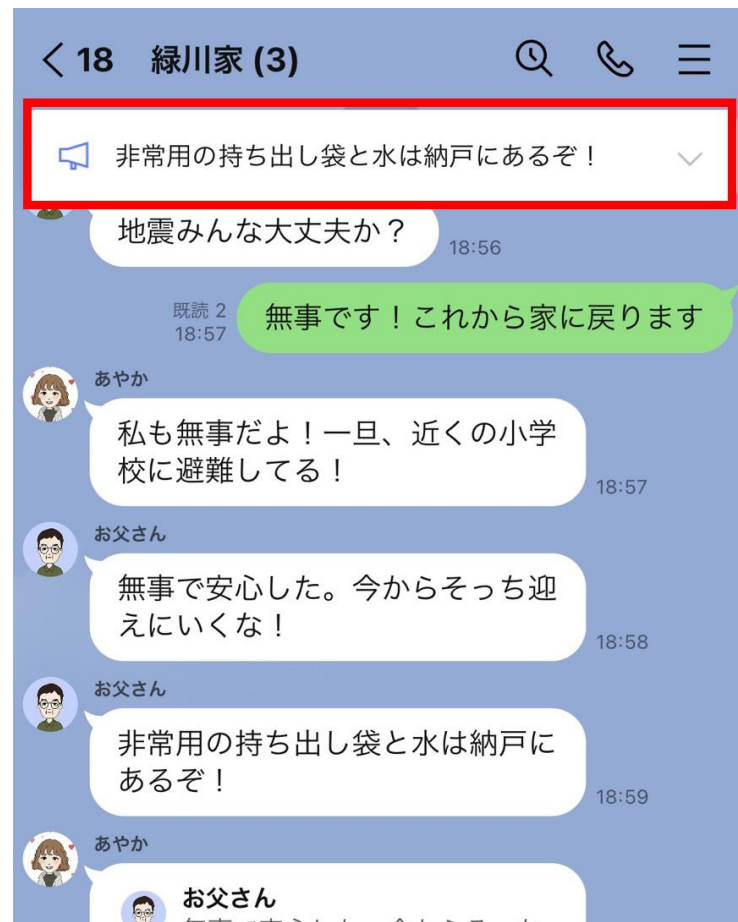 18 緑川家 (3)
非常用の持ち出し袋と水は納戸にあるぞ！
地震みんな大丈夫か？
18:56
既読 2
18:57
無事です！これから家に戻ります
あやか
私も無事だよ！一旦、近くの小学
校に避難してる！
18:57
お父さん
無事で安心した。今からそっち迎
えにいくな！
18:58
お父さん
非常用の持ち出し袋と水は納戸に
あるぞ！
18:59
あやか
お父さん